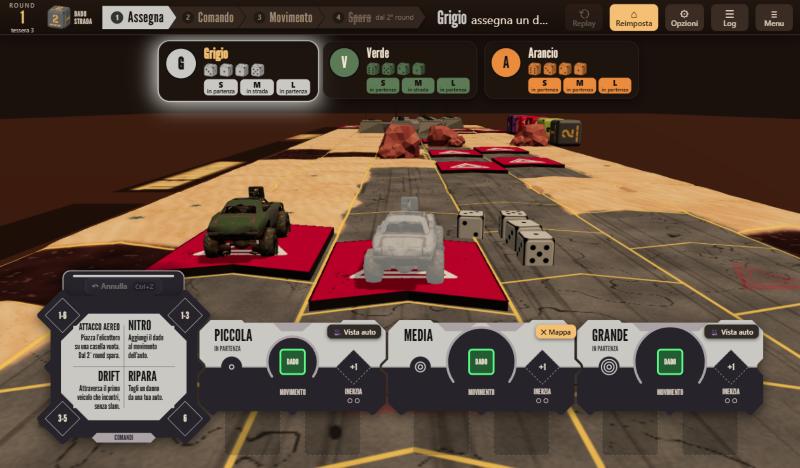 ROUND
1
tessera 3
2
DADO
STRADA
1 Assegna
2 Comando
3 Movimento
4 Sparo dal 2° round
Grigio assegna un d...
Replay
Reimposta
Opzioni
Log
Menu
G
Grigio
S
in partenza
M
in strada
L
in partenza
V
Verde
S
in partenza
M
in strada
L
in partenza
A
Arancio
S
in partenza
M
in partenza
L
in partenza
2
Annulla Ctrl+Z
1-6
1-3
ATTACCO AEREO
Piazza l'elicottero
su una casella vuota.
Dal 2° round spara.
NITRO
Aggiungi il dado
al movimento
dell'auto.
DRIFT
Attraversa il primo
veicolo che incontri,
senza slam.
RIPARA
Togli un danno
da una tua auto.
3-5
6
COMANDI
PICCOLA
IN PARTENZA
Vista auto
DADO
+1
MOVIMENTO
INERZIA
MEDIA
Mappa
DADO
+1
MOVIMENTO
INERZIA
GRANDE
IN PARTENZA
Vista auto
DADO
+1
MOVIMENTO
INERZIA